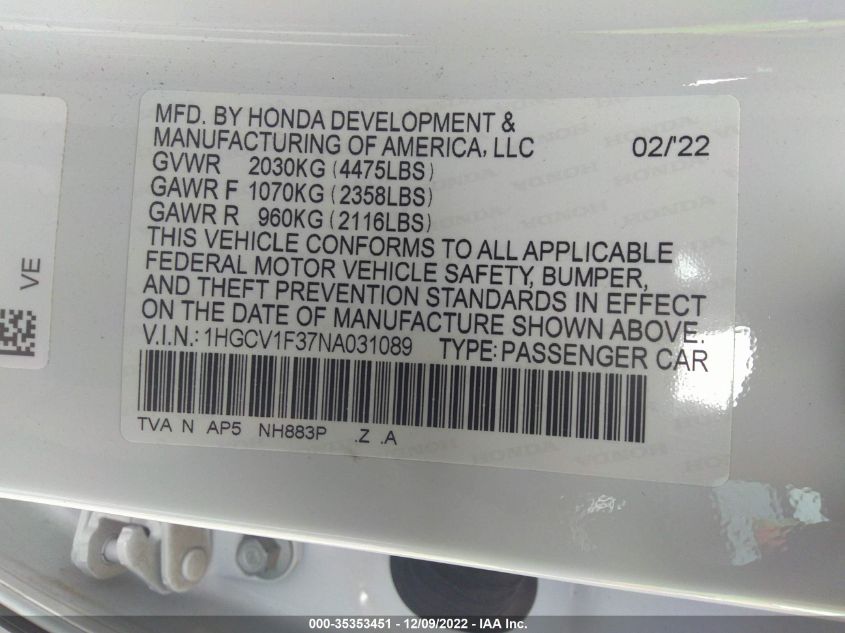 MFD. BY HONDA DEVELOPMENT &
MANUFACTURING OF AMERICA, LLC 02/'22
GVWR 2030KG (4475LBS)
GAWR F 1070KG (2358LBS)
GAWR R 960KG (2116LBS)
THIS VEHICLE CONFORMS TO ALL APPLICABLE
FEDERAL MOTOR VEHICLE SAFETY, BUMPER,
AND THEFT PREVENTION STANDARDS IN EFFECT
ON THE DATE OF MANUFACTURE SHOWN ABOVE.
V.I.N.: 1HGCV1F37NA031089 TYPE: PASSENGER CAR
TVA N AP5 NH883P .Z .A
VE
000-35353451 - 12/09/2022 - IAA Inc.